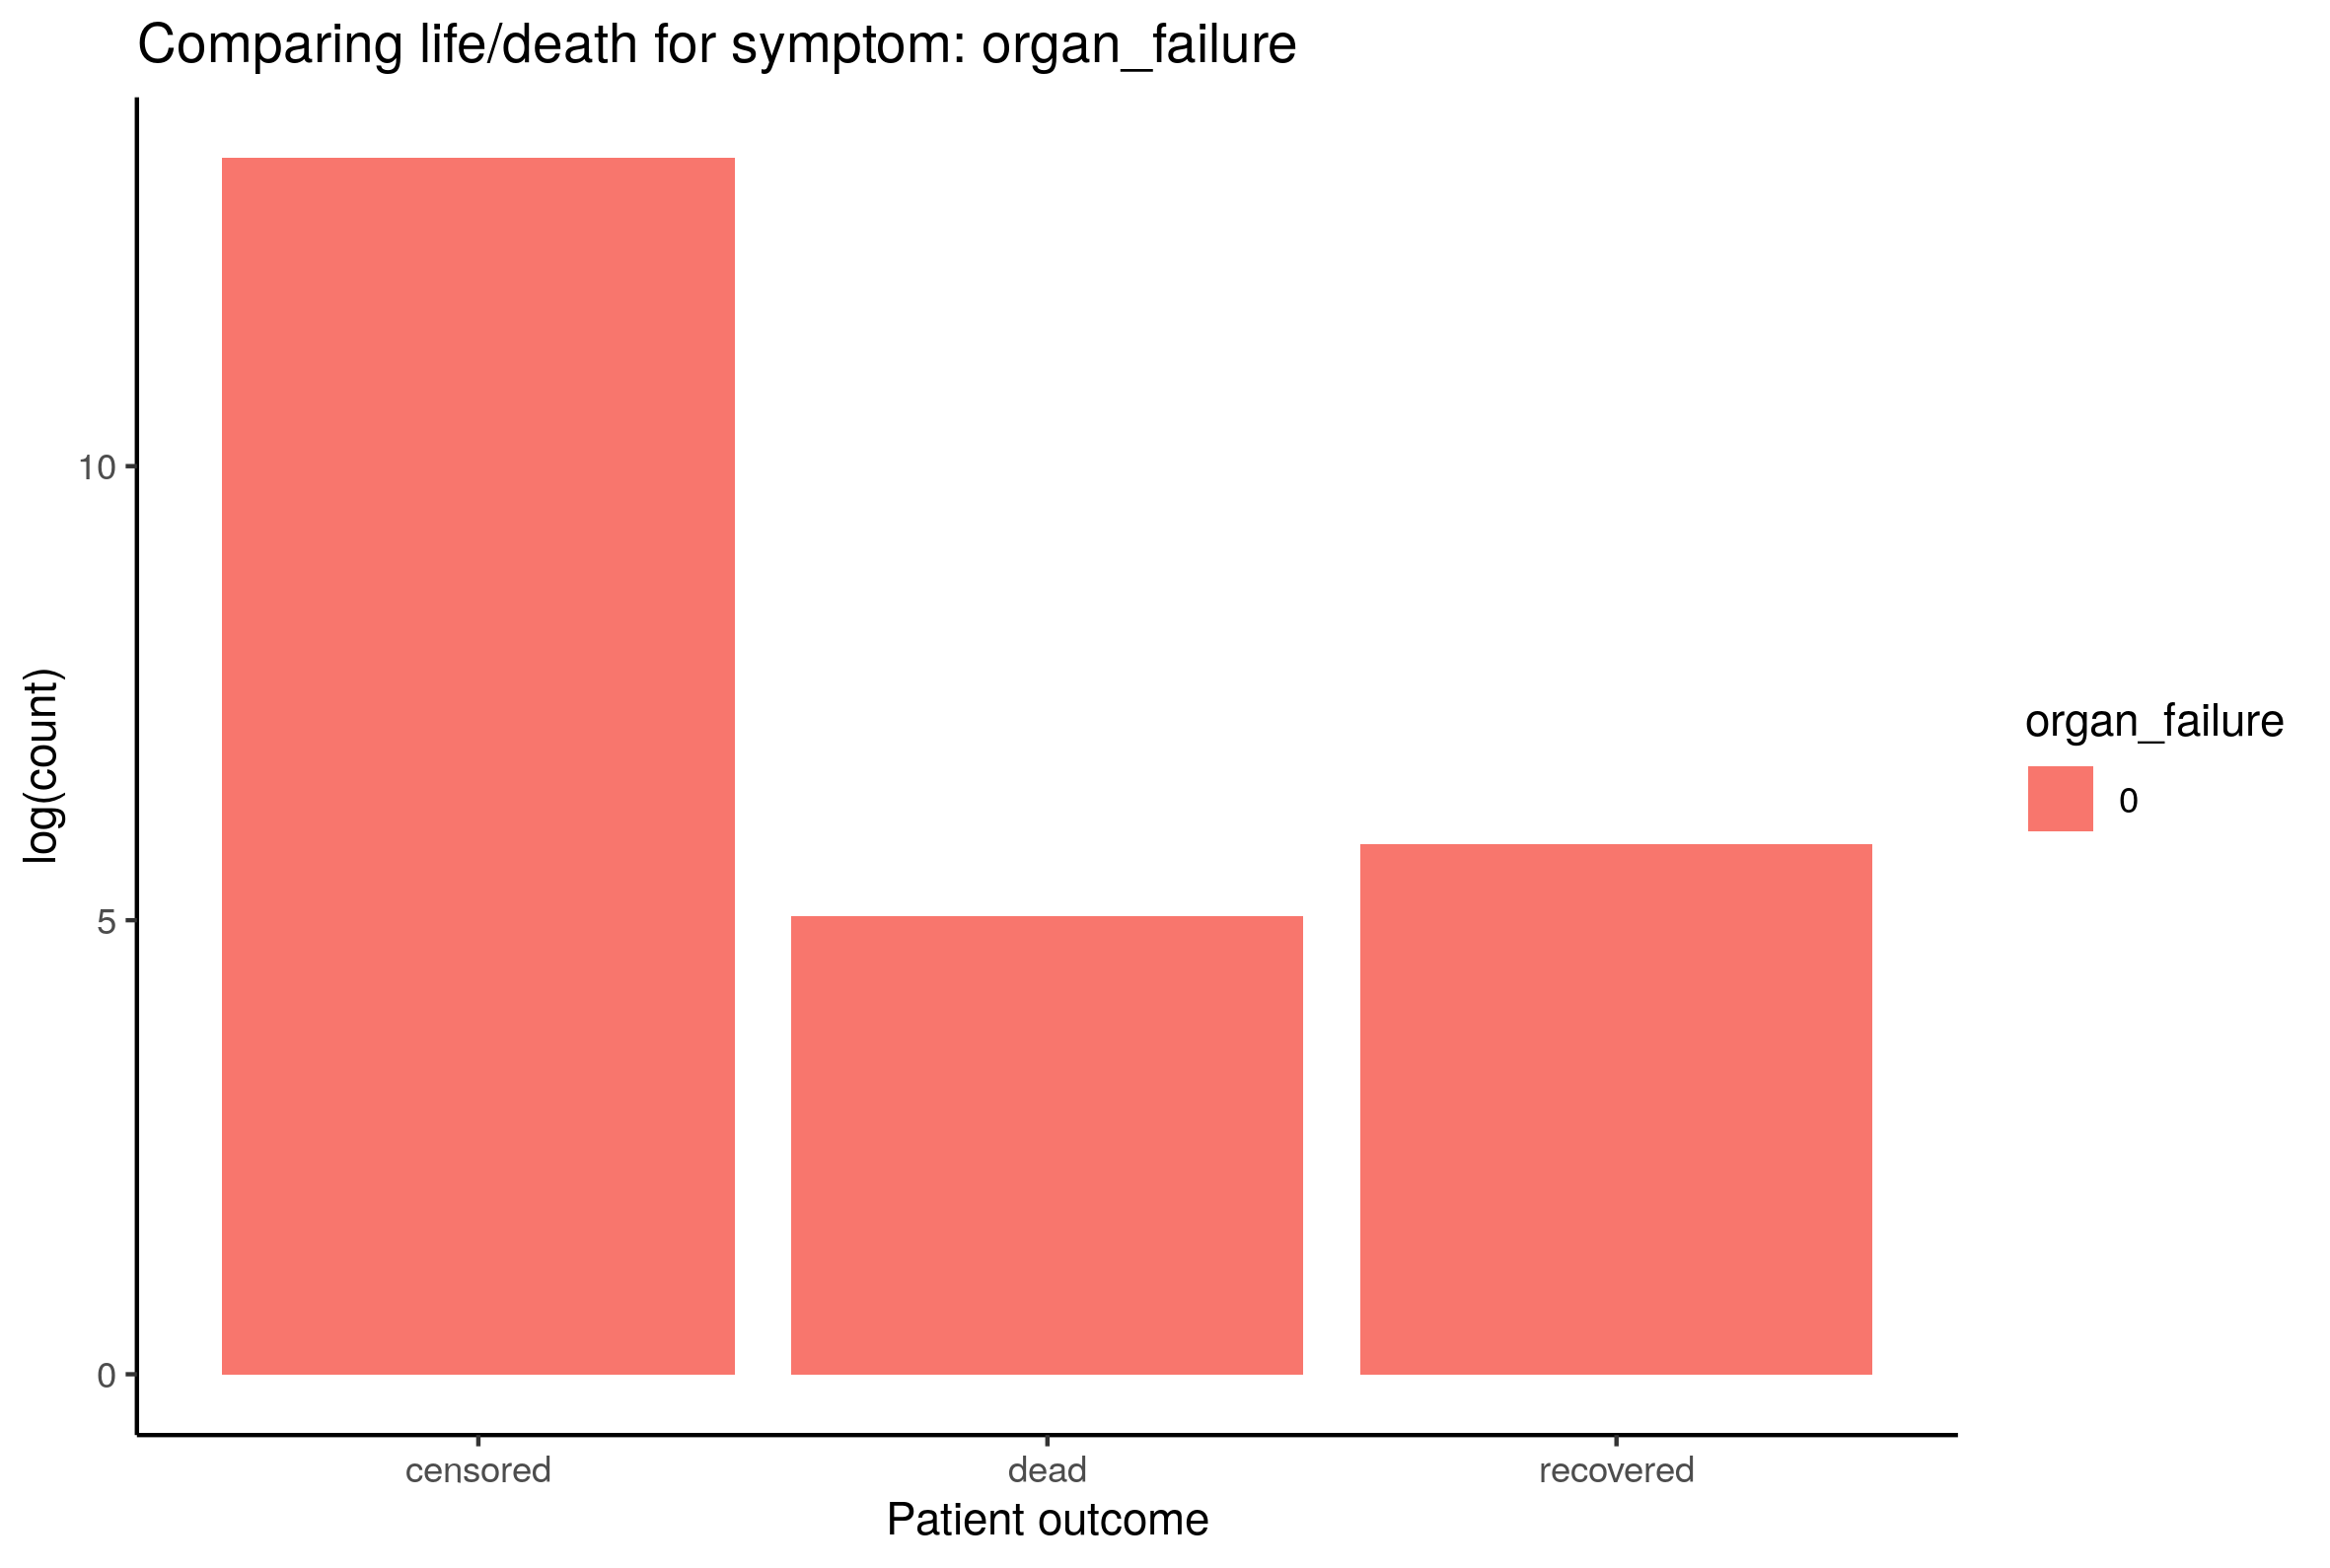 Comparing life/death for symptom: organ_failure
log(count)
10
5
0
censored
dead
recovered
Patient outcome
organ_failure
0